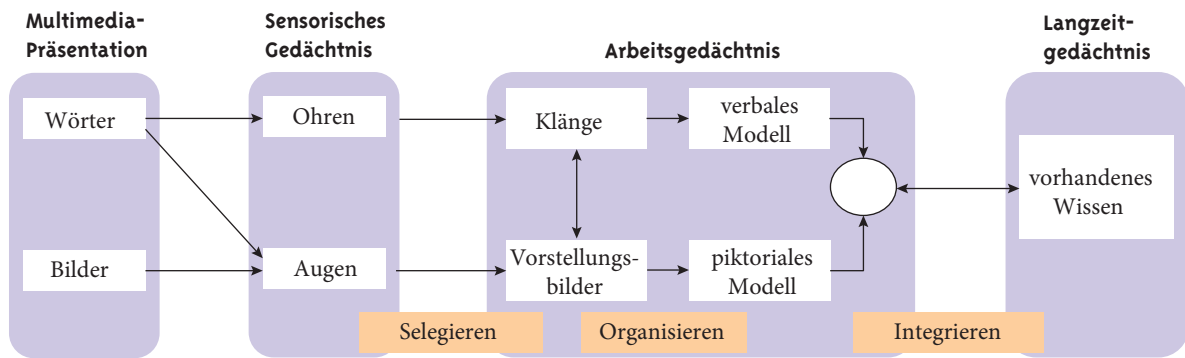 Multimedia-
Präsentation
Sensorisches
Gedächtnis
Arbeitsgedächtnis
Langzeit-
gedächtnis
Wörter
Ohren
Klänge
verbales
Modell
vorhandenes
Wissen
Bilder
Augen
Vorstellungs-
bilder
piktoriales
Modell
Selegieren
Organisieren
Integrieren